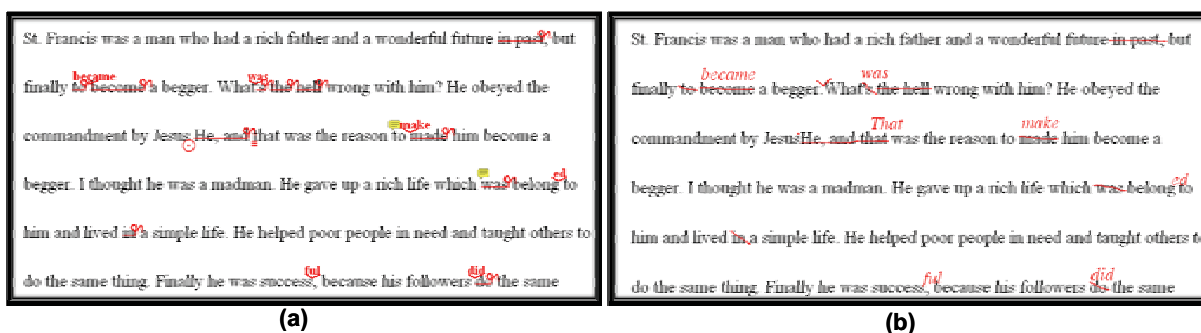 St. Francis was a man who had a rich father and a wonderful future in past, but
became was
finally to become a begger. What's the hell wrong with him? He obeyed the
make
commandment by Jesus He, and that was the reason to made him become a
ed
begger. I thought he was a madman. He gave up a rich life which was belong to
him and lived in a simple life. He helped poor people in need and taught others to
ful did
do the same thing. Finally he was success, because his followers do the same
(a)
St. Francis was a man who had a rich father and a wonderful future in past, but
became was
finally to become a begger. What's the hell wrong with him? He obeyed the
That make
commandment by Jesus He, and that was the reason to made him become a
ed
begger. I thought he was a madman. He gave up a rich life which was belong to
him and lived in a simple life. He helped poor people in need and taught others to
ful did
do the same thing. Finally he was success, because his followers do the same
(b)